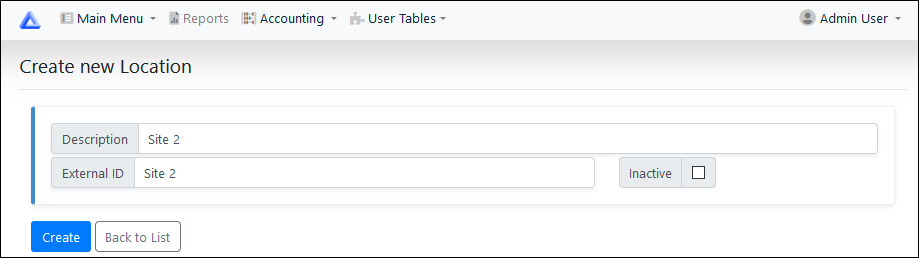 Main Menu Reports Accounting User Tables Admin User
Create new Location
Description Site 2
External ID Site 2 Inactive
Create Back to List